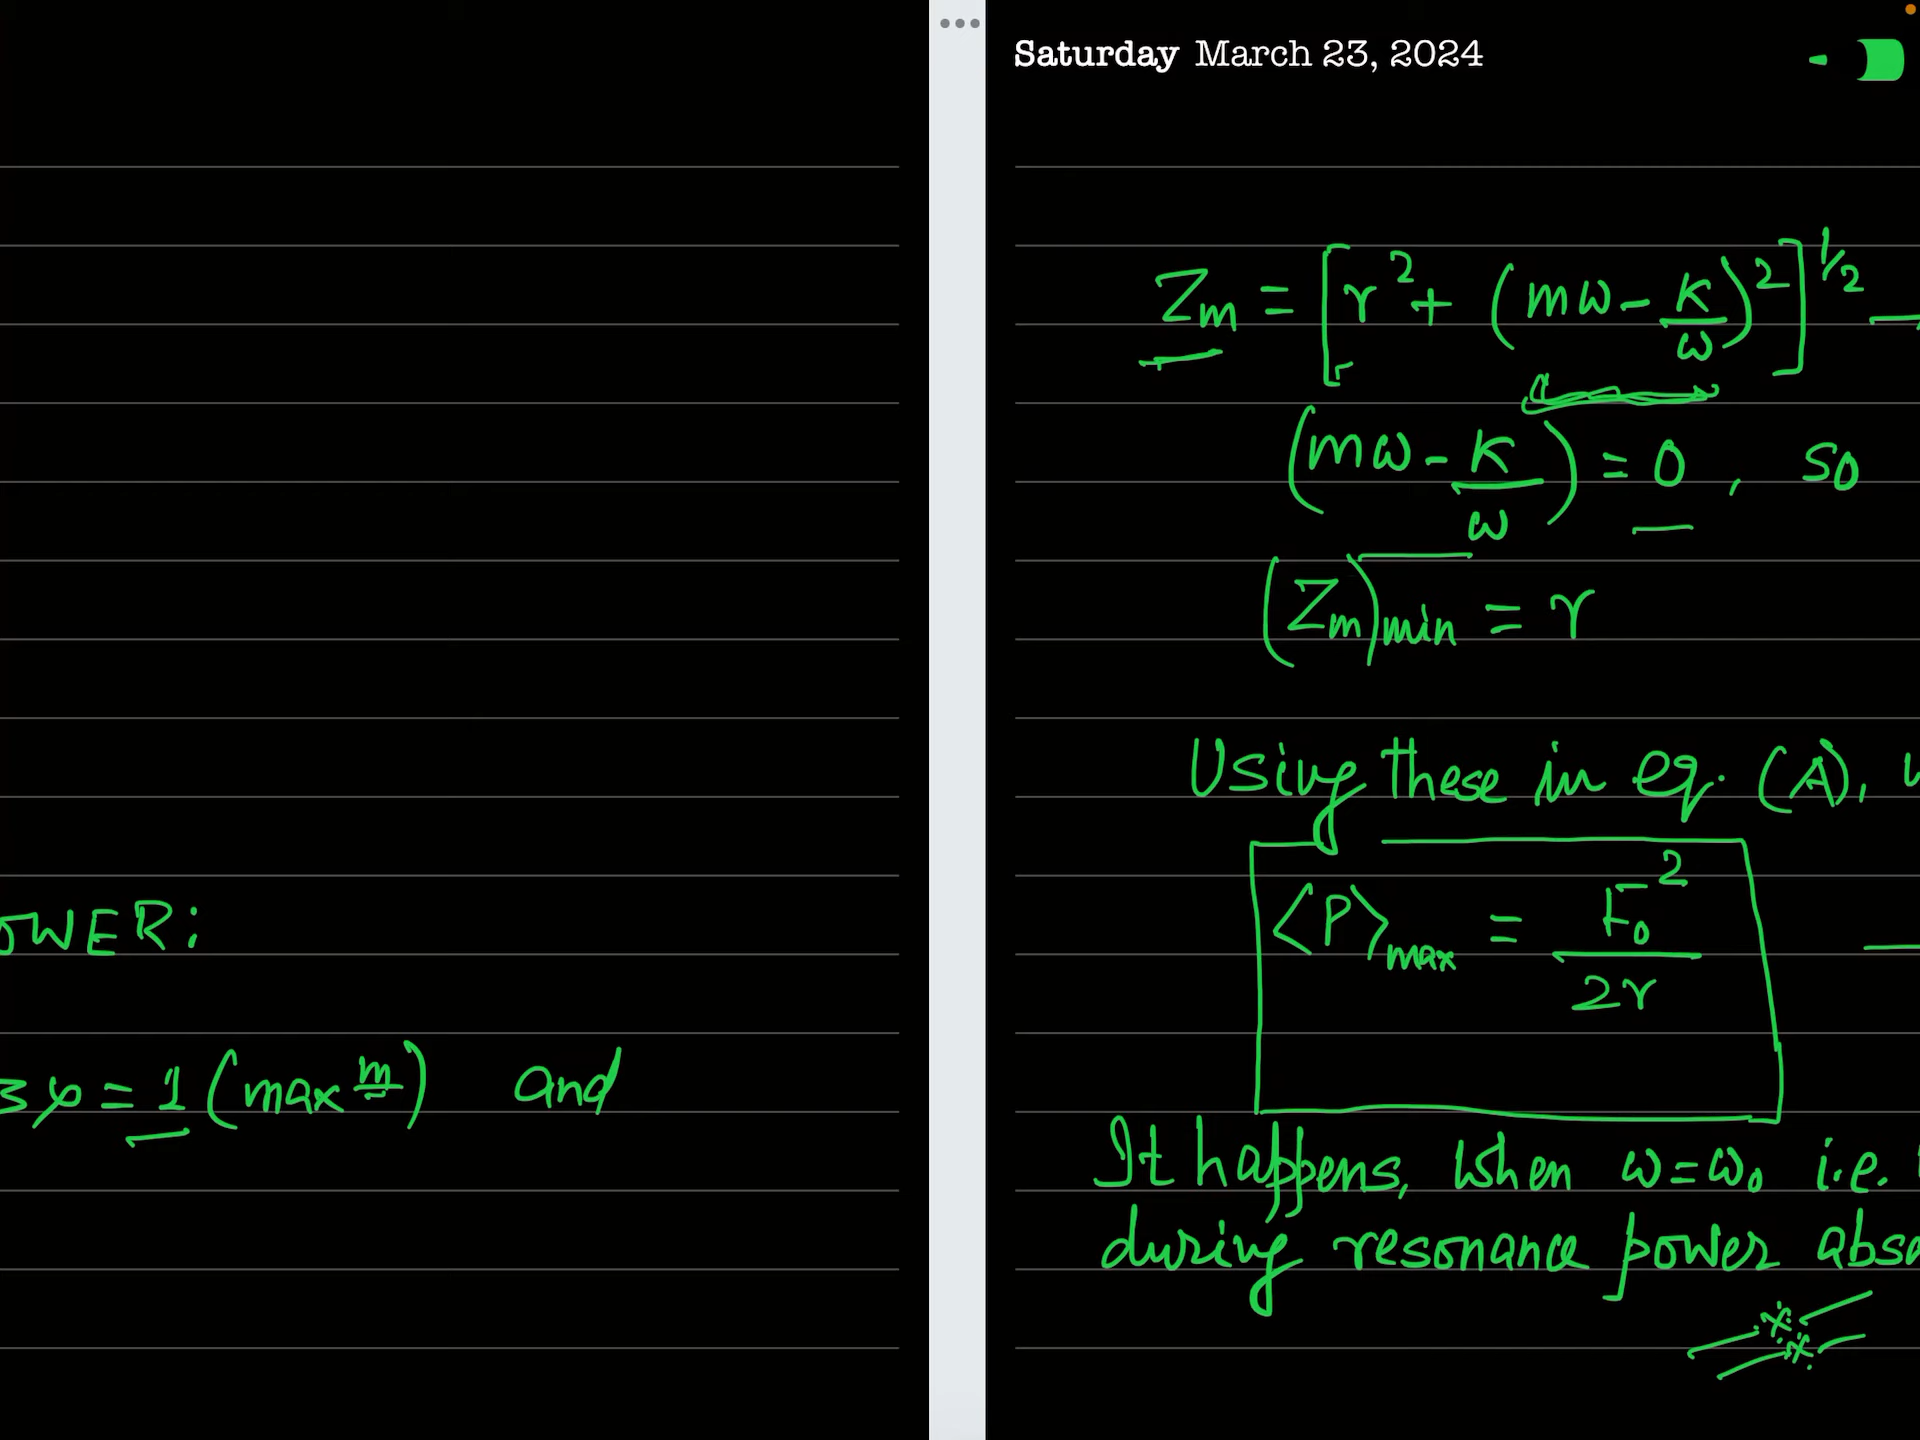 OWER:
φ = 1 (max m) and
Saturday March 23, 2024
Zm = [r² + (mω - K/ω)²]^1/2
(mω - K/ω) = 0, so
(Zm)min = r
Using these in eq. (A),
<P>max = F₀²/2r
It happens, when ω = ω₀ i.e.
during resonance power abso